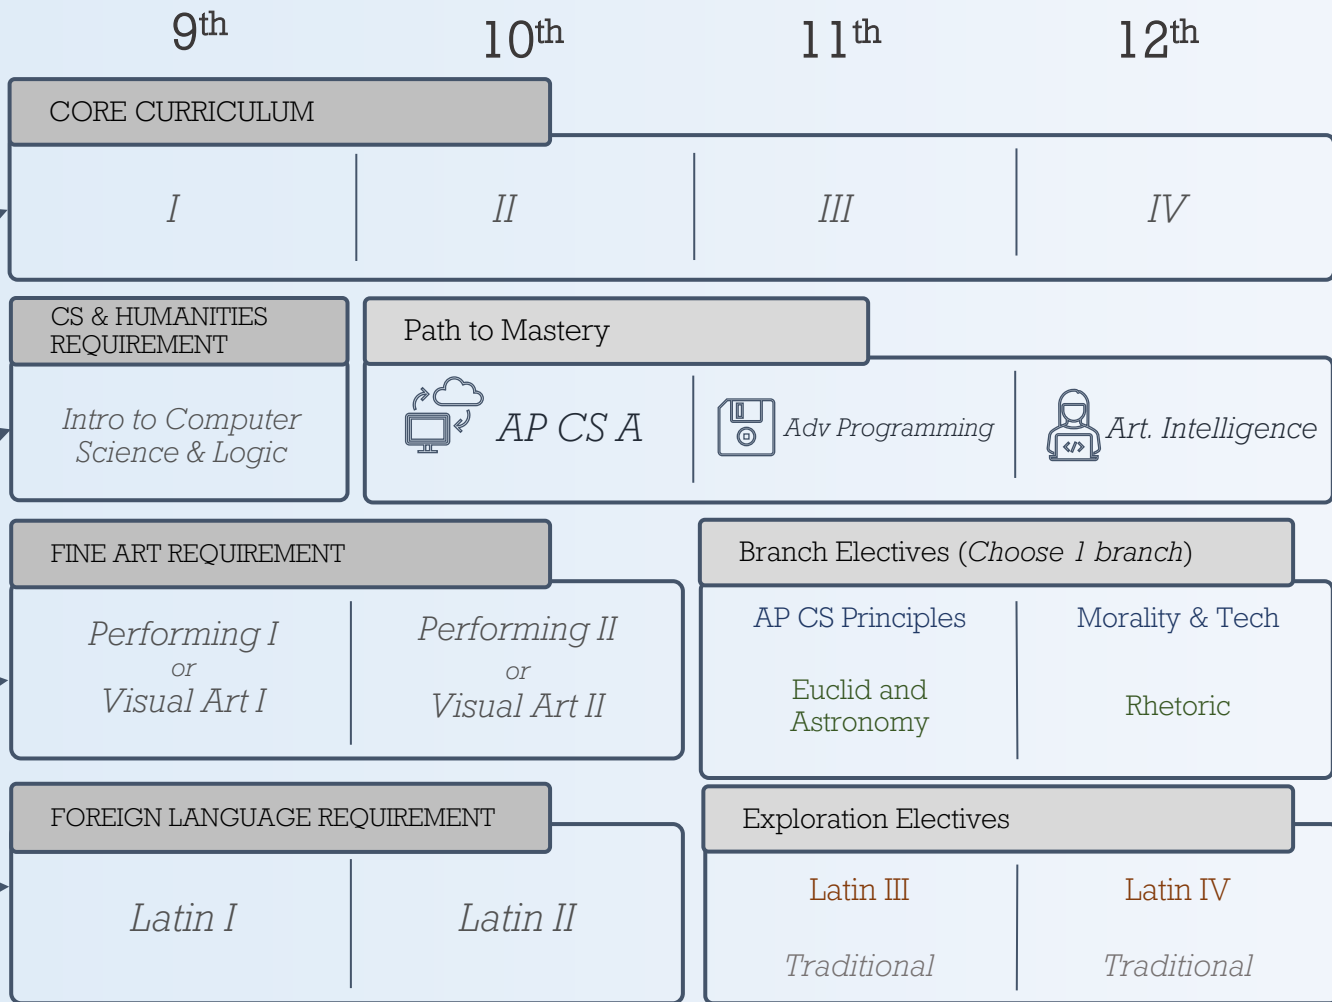 9th
10th
11th
12th
CORE CURRICULUM
I
II
III
IV
CS & HUMANITIES
REQUIREMENT
Path to Mastery
Intro to Computer
Science & Logic
AP CS A
Adv Programming
</>
Art. Intelligence
FINE ART REQUIREMENT
Branch Electives (Choose 1 branch)
Performing I
or
Visual Art I
Performing II
or
Visual Art II
AP CS Principles
Morality & Tech
Euclid and
Astronomy
Rhetoric
FOREIGN LANGUAGE REQUIREMENT
Exploration Electives
Latin I
Latin II
Latin III
Latin IV
Traditional
Traditional